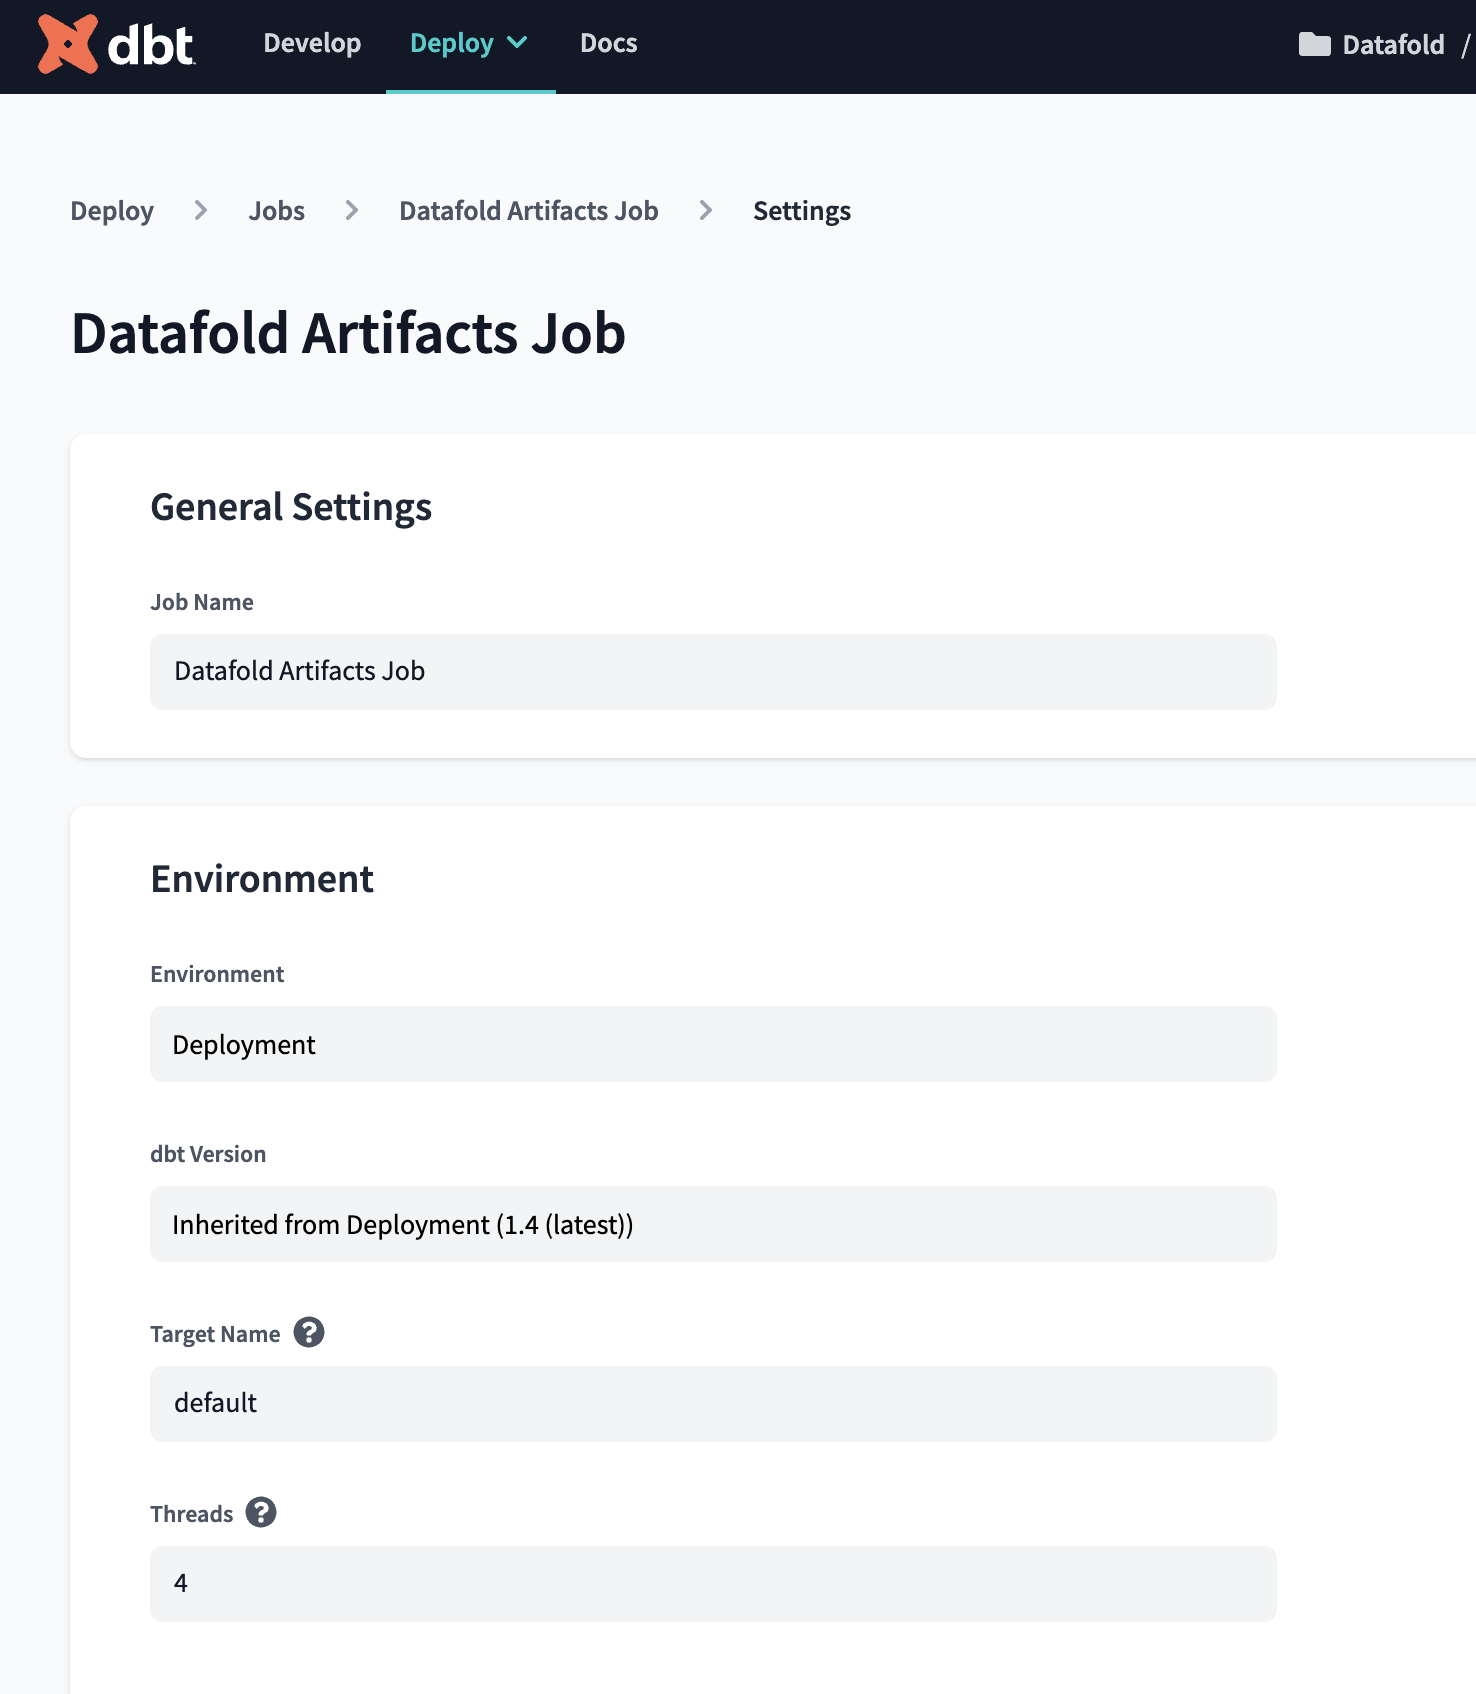 dbt Develop Deploy Docs Datafold /
Deploy > Jobs > Datafold Artifacts Job > Settings
Datafold Artifacts Job
General Settings
Job Name
Datafold Artifacts Job
Environment
Environment
Deployment
dbt Version
Inherited from Deployment (1.4 (latest))
Target Name ?
default
Threads ?
4